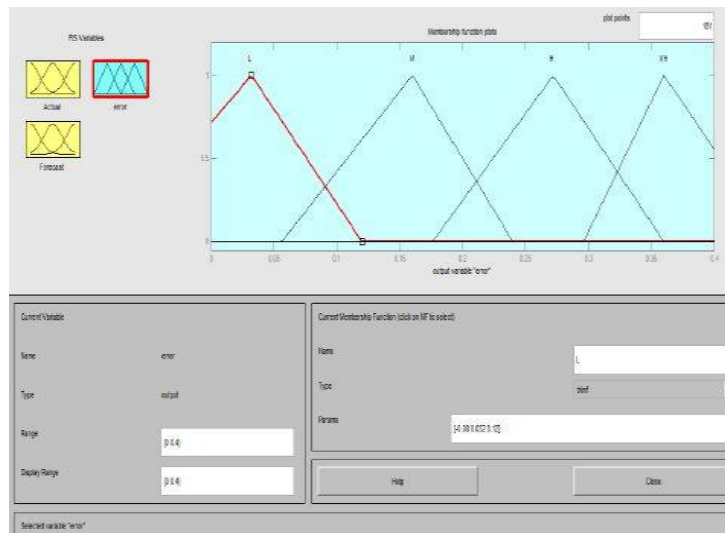 plot points
FIS Variables
Membership function plots
181
L
M
H
VH
Actual
error
Forecast
1
0.5
0
0
0.05
0.1
0.15
0.2
0.25
0.3
0.35
0.4
output variable "error"
Current Variable
Current Membership Function (click on MF to select)
Name
error
Name
L
Type
output
Type
trimf
Params
Range
[0 0.4]
Display Range
[0 0.4]
Help
Close
Selected variable "error"